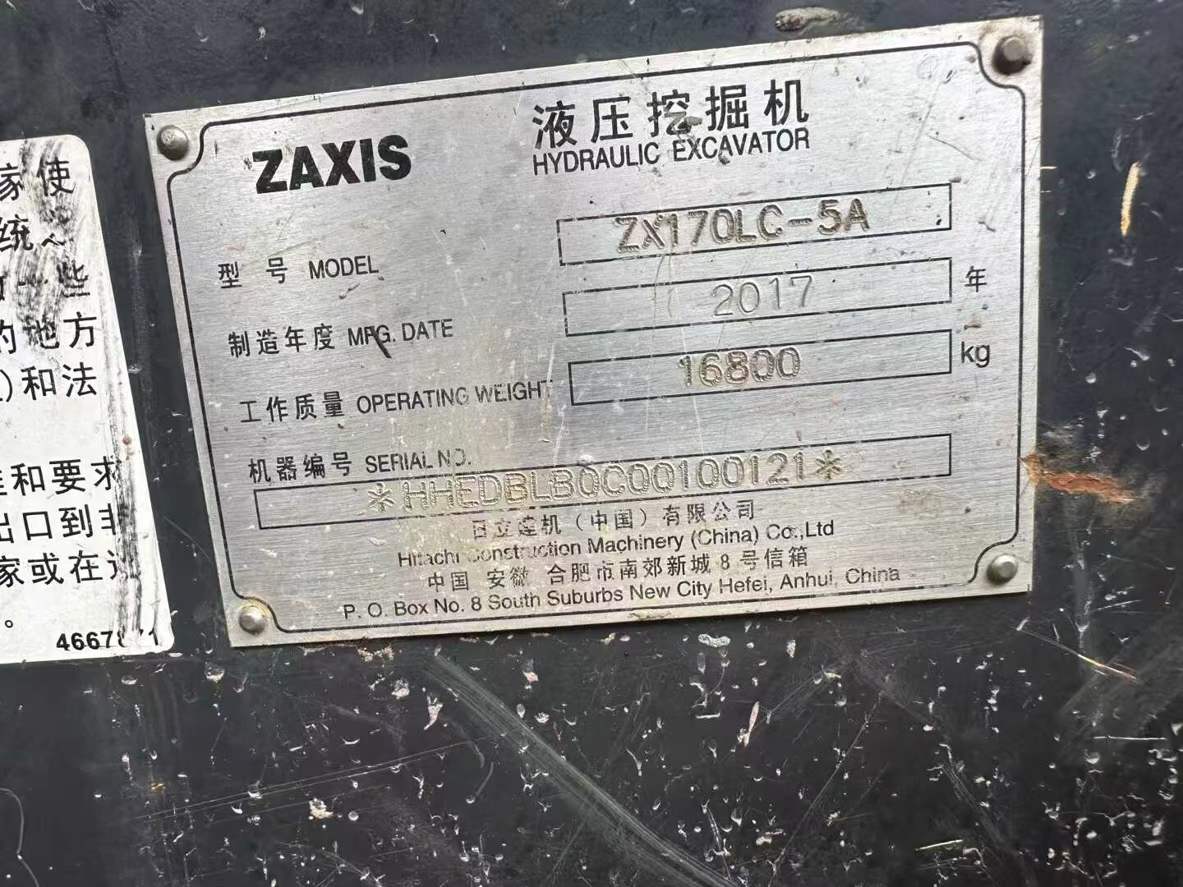 家使
统~
一些
的地方
)和法
和要求
出口到非
家或在
。
ZAXIS
液压挖掘机
HYDRAULIC EXCAVATOR
型号 MODEL ZX170LC-5A
制造年度 MFG. DATE 2017 年
工作质量 OPERATING WEIGHT 16800 kg
机器编号 SERIAL NO.
*HHEDBLB0C00100121*
日立建机(中国)有限公司
Hitachi Construction Machinery (China) Co.,Ltd
中国 安徽 合肥市南郊新城 8 号信箱
P. O. Box No. 8 South Suburbs New City Hefei, Anhui, China